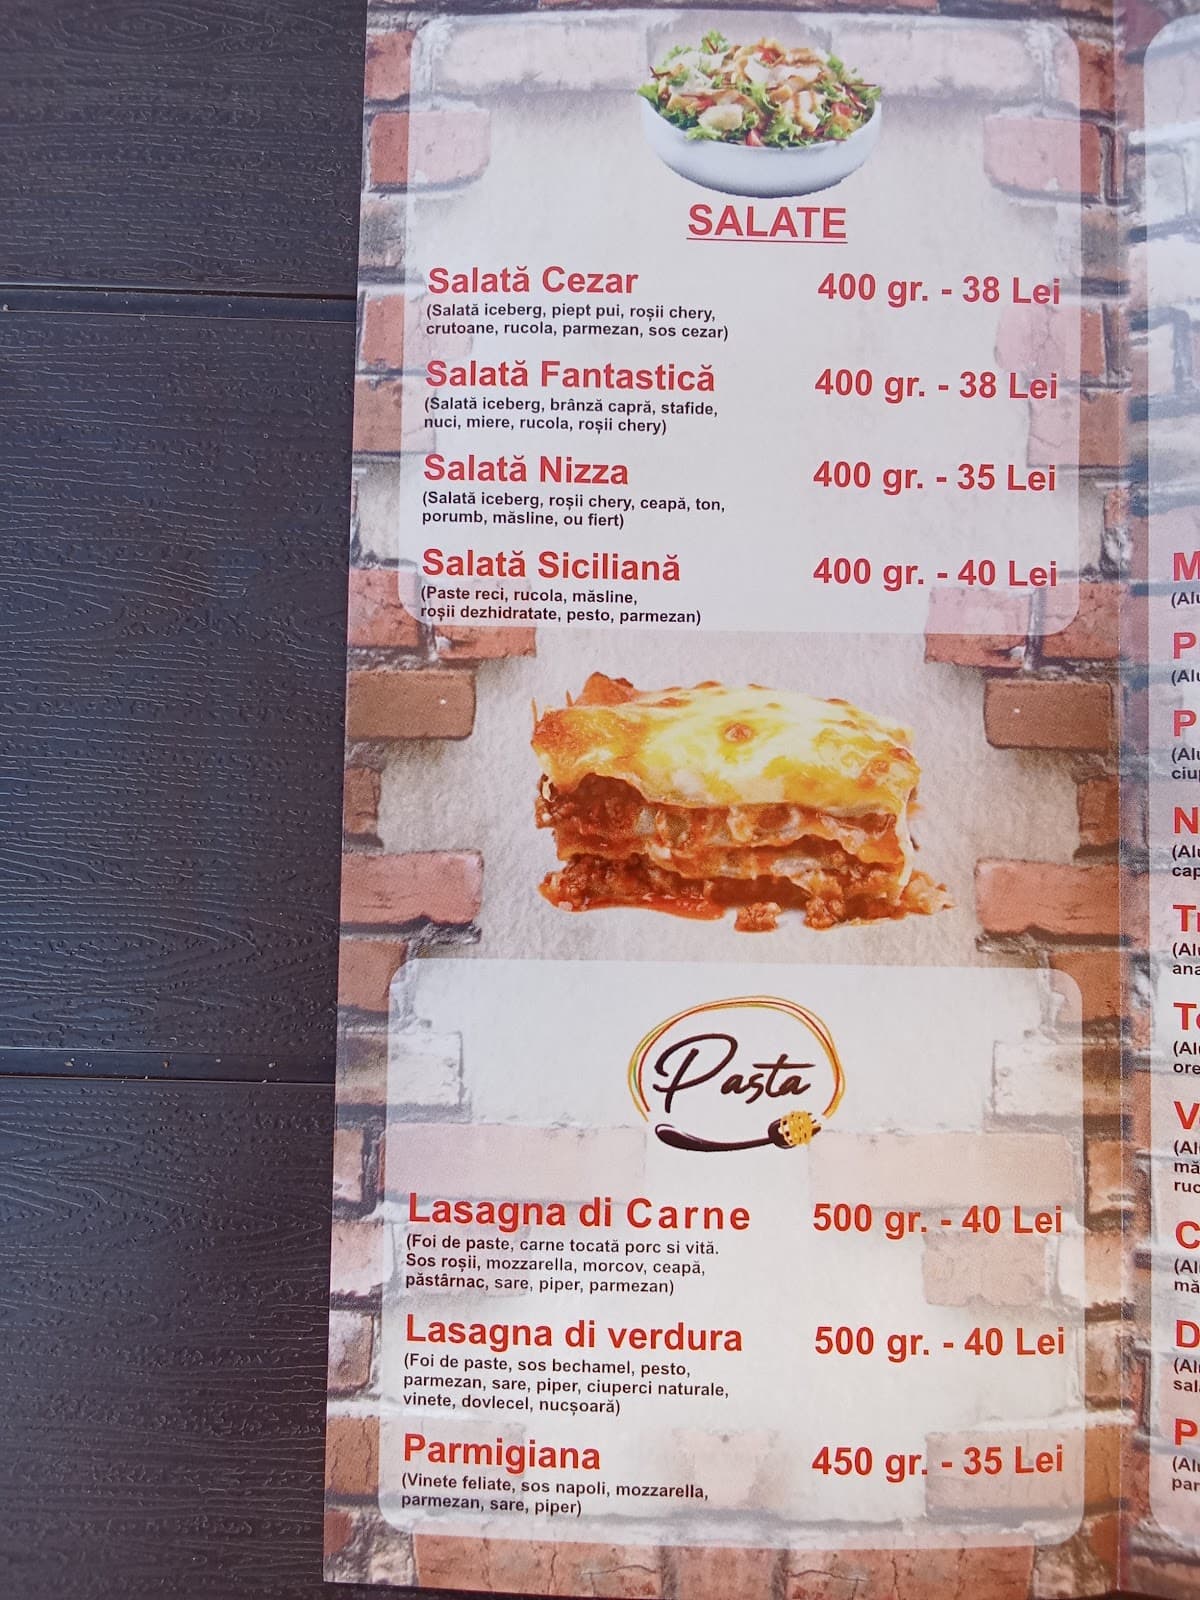 SALATE
Salată Cezar 400 gr. - 38 Lei
(Salată iceberg, piept pui, roșii chery,
crutoane, rucola, parmezan, sos cezar)
Salată Fantastică 400 gr. - 38 Lei
(Salată iceberg, brânză capră, stafide,
nuci, miere, rucola, roșii chery)
Salată Nizza 400 gr. - 35 Lei
(Salată iceberg, roșii chery, ceapă, ton,
porumb, măsline, ou fiert)
Salată Siciliană 400 gr. - 40 Lei
(Paste reci, rucola, măsline,
roșii dezhidratate, pesto, parmezan)
Pasta
Lasagna di Carne 500 gr. - 40 Lei
(Foi de paste, carne tocată porc si vită.
Sos roșii, mozzarella, morcov, ceapă,
păstârnac, sare, piper, parmezan)
Lasagna di verdura 500 gr. - 40 Lei
(Foi de paste, sos bechamel, pesto,
parmezan, sare, piper, ciuperci naturale,
vinete, dovlecel, nucșoară)
Parmigiana 450 gr. - 35 Lei
(Vinete feliate, sos napoli, mozzarella,
parmezan, sare, piper)